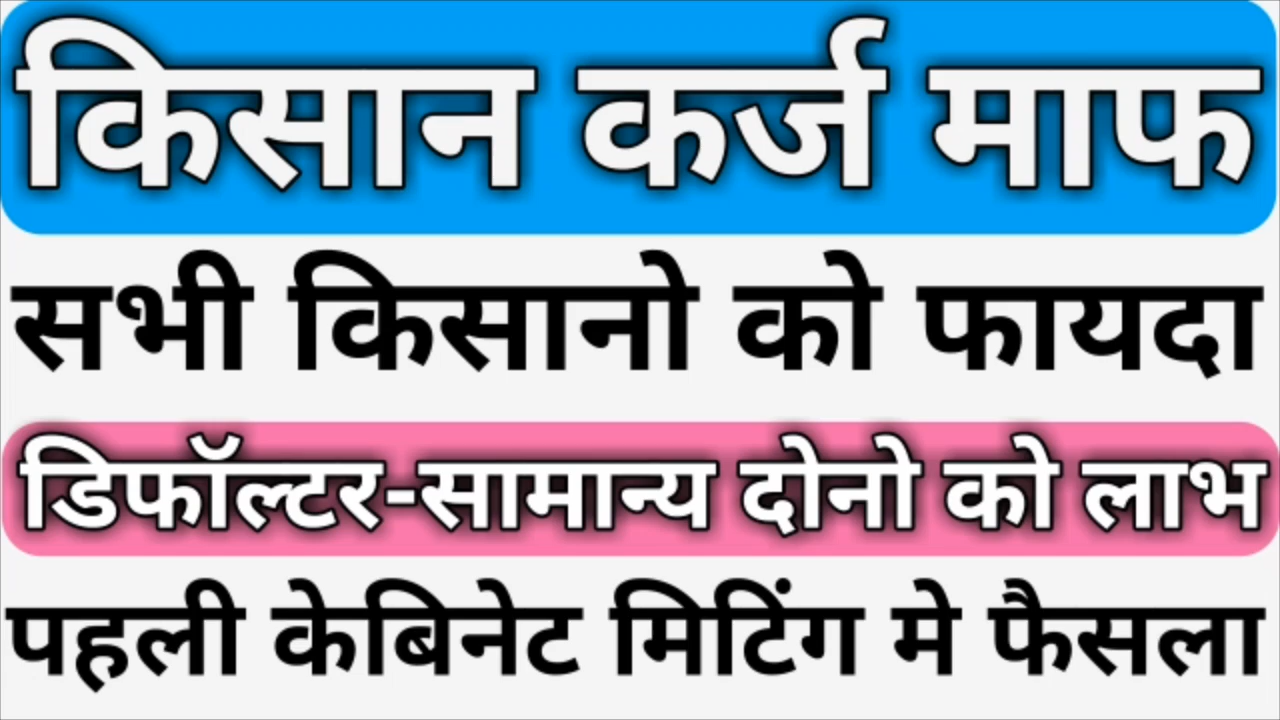 किसान कर्ज माफ
सभी किसानो को फायदा
डिफॉल्टर-सामान्य दोनो को लाभ
पहली केबिनेट मिटिंग मे फैसला